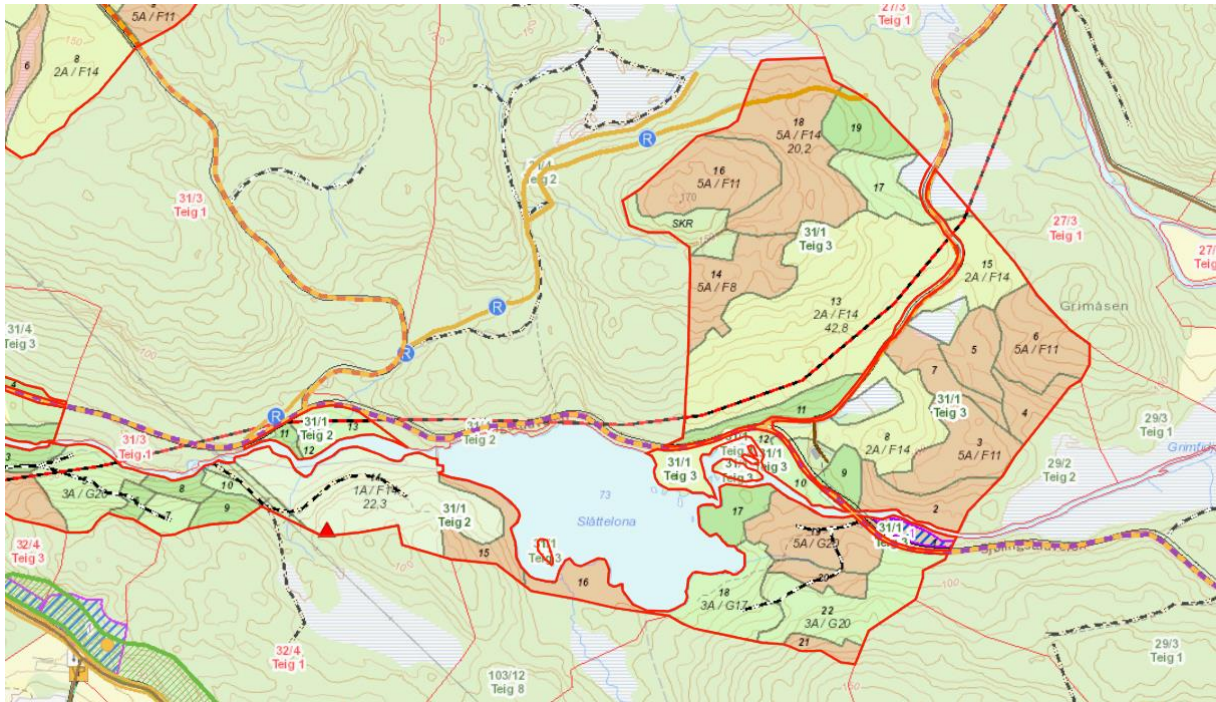 27/3
Teig 1
5A / F11
150
8
2A / F14
6
31/3
Teig 1
18
5A / F14
20,2
19
R
Teig 2
16
5A / F11
170
17
SKR
31/1
Teig 3
27/3
Teig 1
15
2A / F14
14
5A / F8
13
2A / F14
42,8
Grimåsen
R
6
5A / F11
5
7
31/4
Teig 3
100
R
31/1
Teig 3
4
4
R
11
31/1
Teig 2
13
11
12
31/3
Teig 1
Teig 2
12
31/1
Teig 3
31/1
Teig 3
8
2A / F14
3
5A / F11
29/3
Teig 1
29/2
Teig 2
3A / G20
8
10
7
9
1A / F14
22,3
31/1
Teig 2
73
Slåttelona
9
10
17
2
31/1
Teig 3
32/4
Teig 3
15
31/1
Teig 3
16
19
5A / G20
20
18
3A / G17
22
3A / G20
21
100
100
32/4
Teig 1
103/12
Teig 8
29/3
Teig 1
150